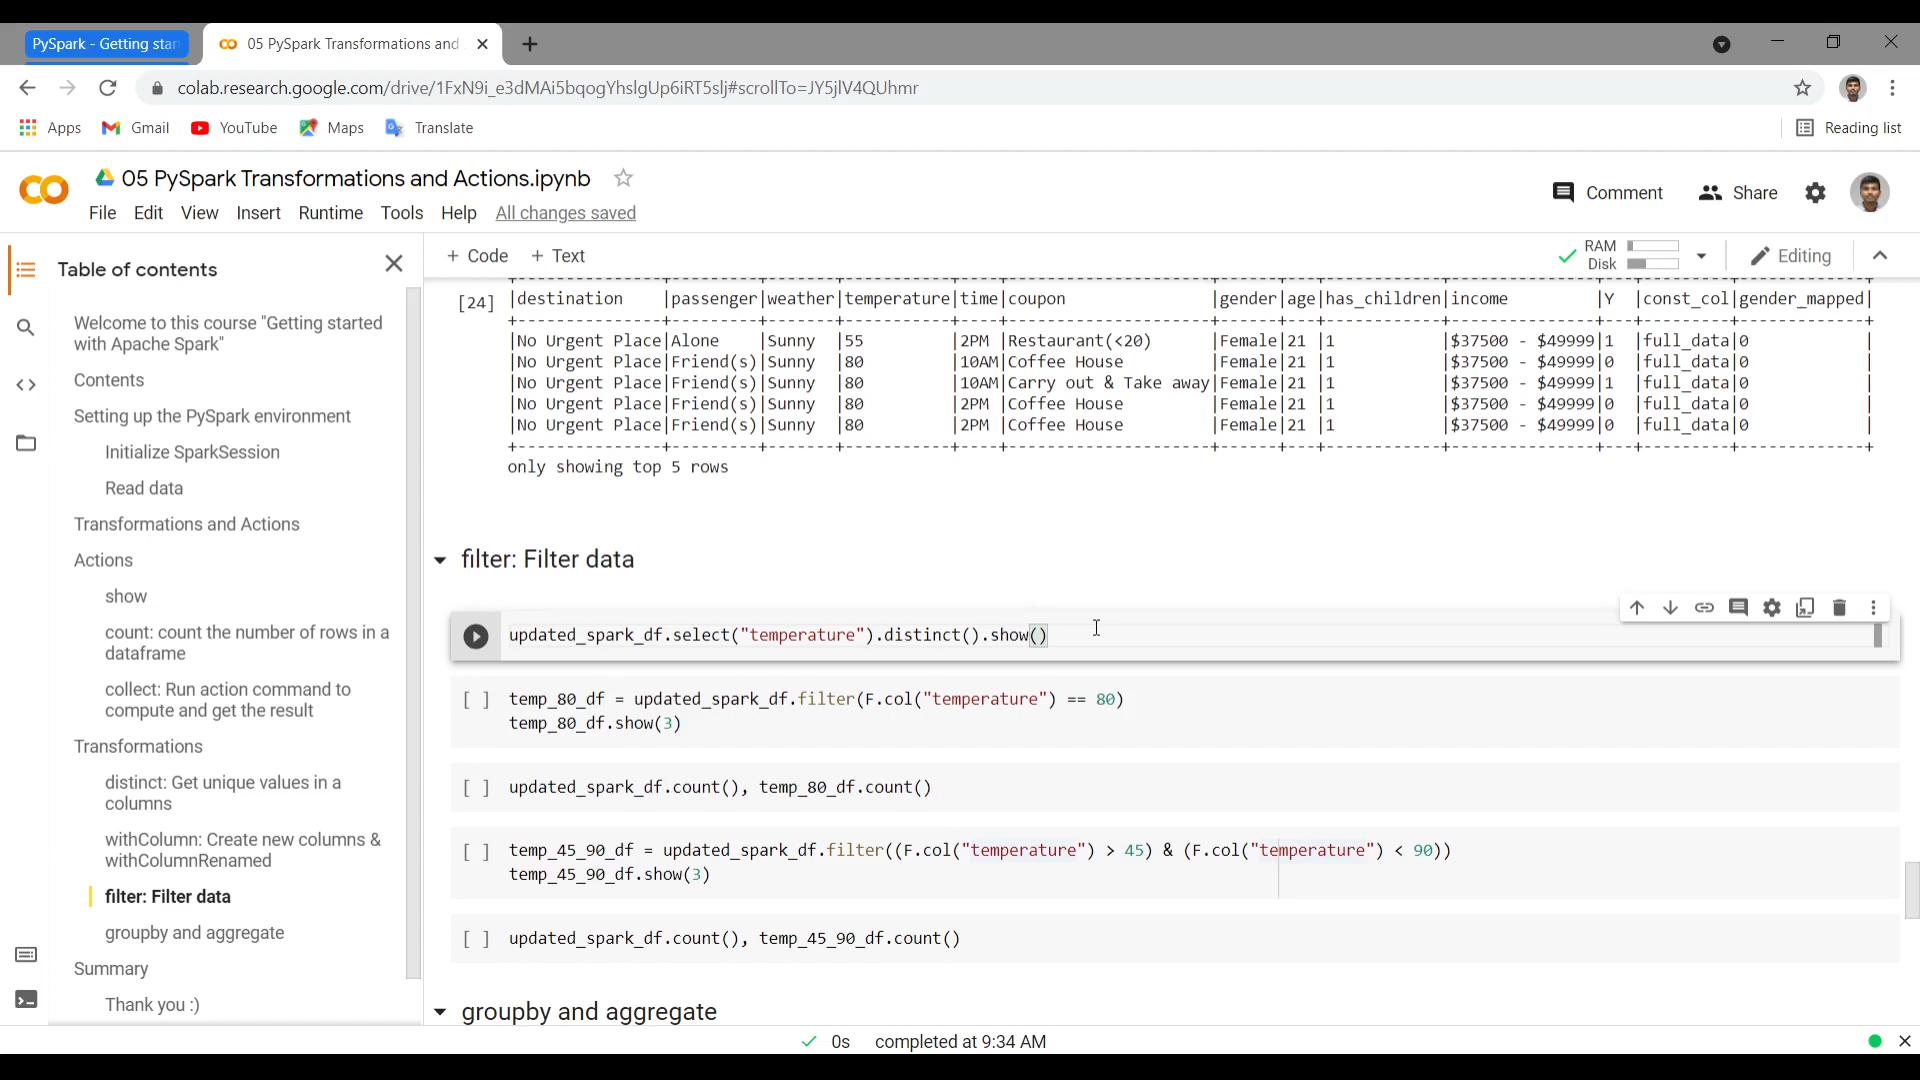 PySpark - Getting star
05 PySpark Transformations and
colab.research.google.com/drive/1FxN9i_e3dMAi5bqogYhslgUp6iRT5slj#scrollTo=JY5jlV4QUhmr
Apps Gmail YouTube Maps Translate Reading list
05 PySpark Transformations and Actions.ipynb
File Edit View Insert Runtime Tools Help All changes saved
Comment Share
Table of contents
+ Code + Text
RAM
Disk
Editing
Welcome to this course "Getting started
with Apache Spark"
Contents
Setting up the PySpark environment
Initialize SparkSession
Read data
Transformations and Actions
Actions
show
count: count the number of rows in a
dataframe
collect: Run action command to
compute and get the result
Transformations
distinct: Get unique values in a
columns
withColumn: Create new columns &
withColumnRenamed
filter: Filter data
groupby and aggregate
Summary
Thank you :)
[24] |destination |passenger|weather|temperature|time|coupon |gender|age|has_children|income |Y |const_col|gender_mapped|
|No Urgent Place|Alone |Sunny |55 |2PM |Restaurant(<20) |Female|21 |1 |$37500 - $49999|1 |full_data|0 |
|No Urgent Place|Friend(s)|Sunny |80 |10AM|Coffee House |Female|21 |1 |$37500 - $49999|0 |full_data|0 |
|No Urgent Place|Friend(s)|Sunny |80 |10AM|Carry out & Take away|Female|21 |1 |$37500 - $49999|1 |full_data|0 |
|No Urgent Place|Friend(s)|Sunny |80 |2PM |Coffee House |Female|21 |1 |$37500 - $49999|0 |full_data|0 |
|No Urgent Place|Friend(s)|Sunny |80 |2PM |Coffee House |Female|21 |1 |$37500 - $49999|0 |full_data|0 |
only showing top 5 rows
filter: Filter data
updated_spark_df.select("temperature").distinct().show()
[ ] temp_80_df = updated_spark_df.filter(F.col("temperature") == 80)
temp_80_df.show(3)
[ ] updated_spark_df.count(), temp_80_df.count()
[ ] temp_45_90_df = updated_spark_df.filter((F.col("temperature") > 45) & (F.col("temperature") < 90))
temp_45_90_df.show(3)
[ ] updated_spark_df.count(), temp_45_90_df.count()
groupby and aggregate
0s completed at 9:34 AM